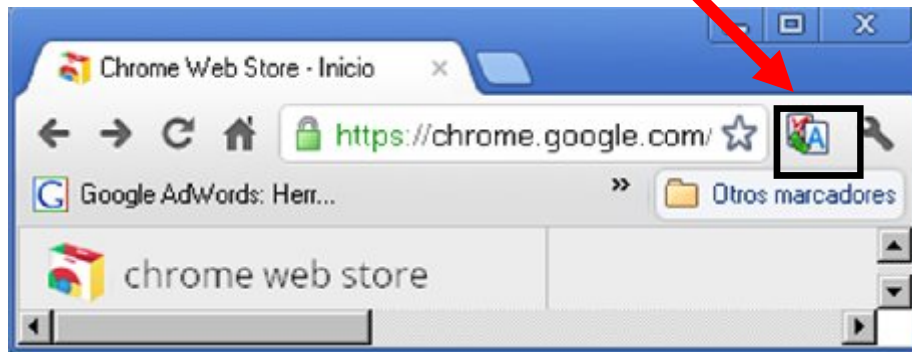 Chrome Web Store - Inicio
https://chrome.google.com/
Google AdWords: Herr... » Otros marcadores
chrome web store